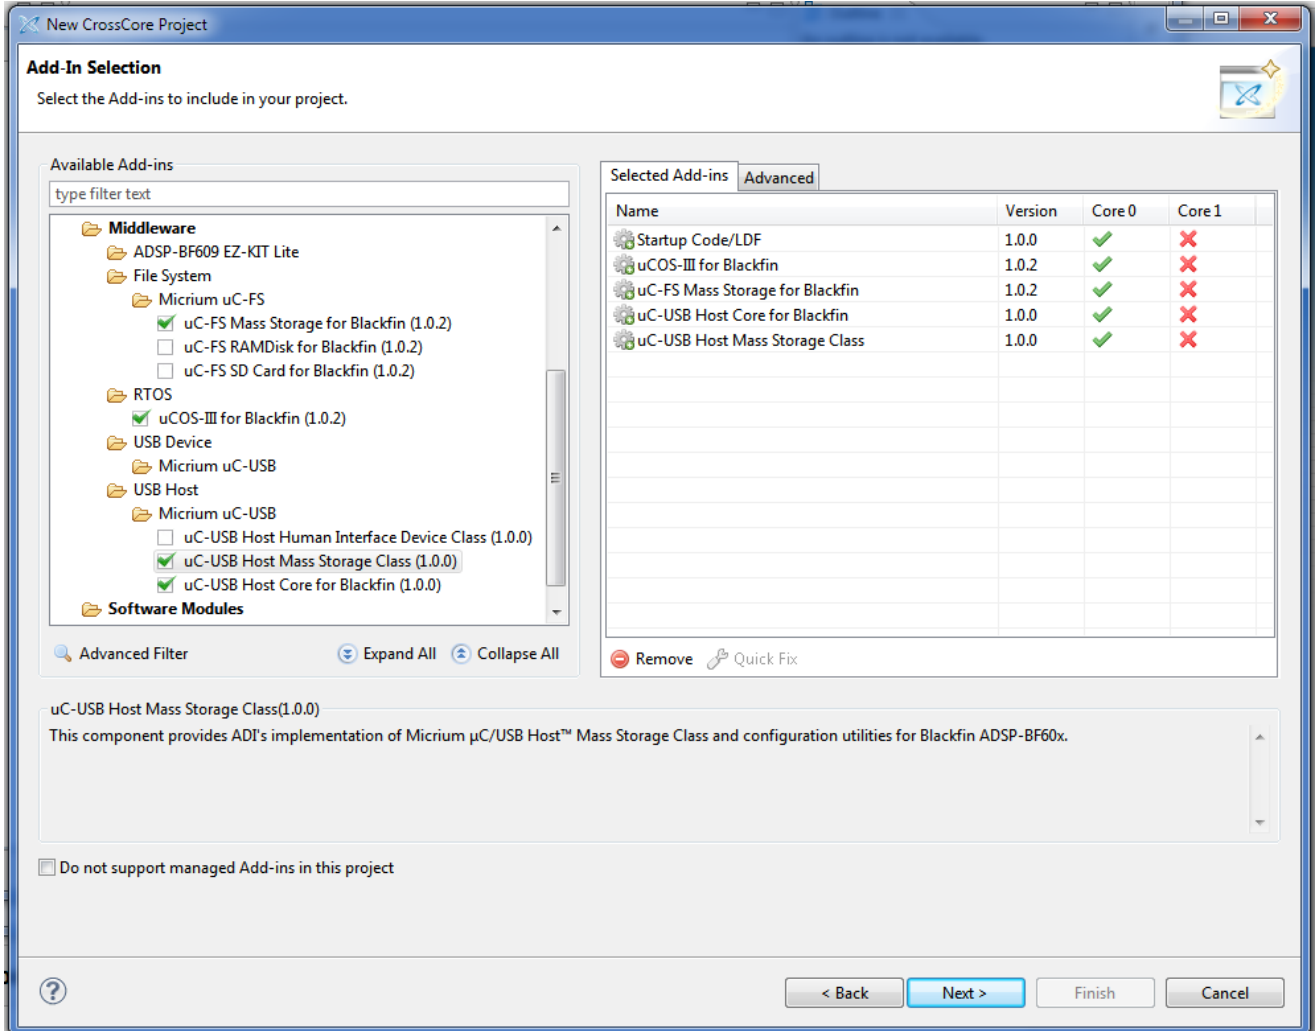 New CrossCore Project
Add-In Selection
Select the Add-ins to include in your project.
Available Add-ins
type filter text
Middleware
ADSP-BF609 EZ-KIT Lite
File System
Micrium uC-FS
uC-FS Mass Storage for Blackfin (1.0.2)
uC-FS RAMDisk for Blackfin (1.0.2)
uC-FS SD Card for Blackfin (1.0.2)
RTOS
uCOS-III for Blackfin (1.0.2)
USB Device
Micrium uC-USB
USB Host
Micrium uC-USB
uC-USB Host Human Interface Device Class (1.0.0)
uC-USB Host Mass Storage Class (1.0.0)
uC-USB Host Core for Blackfin (1.0.0)
Software Modules
Advanced Filter Expand All Collapse All
Selected Add-ins Advanced
Name Version Core 0 Core 1
Startup Code/LDF 1.0.0
uCOS-III for Blackfin 1.0.2
uC-FS Mass Storage for Blackfin 1.0.2
uC-USB Host Core for Blackfin 1.0.0
uC-USB Host Mass Storage Class 1.0.0
Remove Quick Fix
uC-USB Host Mass Storage Class(1.0.0)
This component provides ADI's implementation of Micrium µC/USB Host™ Mass Storage Class and configuration utilities for Blackfin ADSP-BF60x.
Do not support managed Add-ins in this project
? < Back Next > Finish Cancel